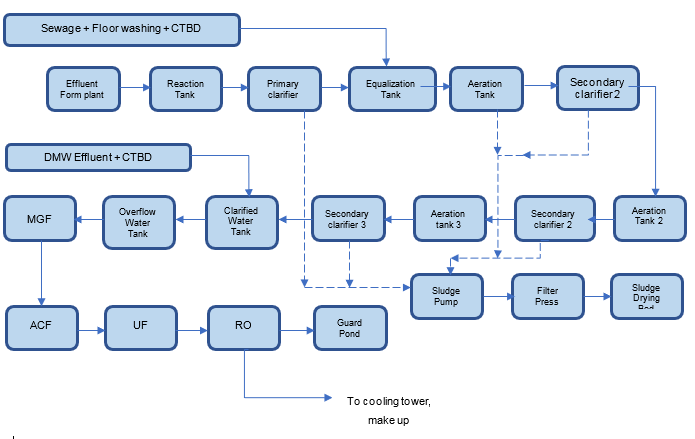 Sewage + Floor washing + CTBD
Effluent
Form plant
Reaction
Tank
Primary
clarifier
Equalization
Tank
Aeration
Tank
Secondary
clarifier 2
DMW Effluent + CTBD
MGF
Overflow
Water
Tank
Clarified
Water
Tank
Secondary
clarifier 3
Aeration
tank 3
Secondary
clarifier 2
Aeration
Tank 2
Sludge
Pump
Filter
Press
Sludge
Drying
ACF
UF
RO
Guard
Pond
To cooling tower,
make up